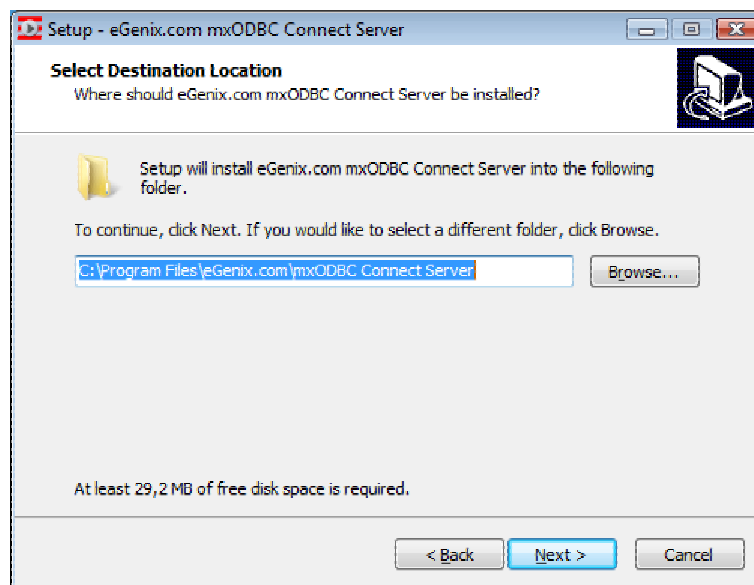 Setup - eGenix.com mxODBC Connect Server
Select Destination Location
Where should eGenix.com mxODBC Connect Server be installed?
Setup will install eGenix.com mxODBC Connect Server into the following
folder.
To continue, click Next. If you would like to select a different folder, click Browse.
C:\Program Files\eGenix.com\mxODBC Connect Server
Browse...
At least 29,2 MB of free disk space is required.
< Back
Next >
Cancel